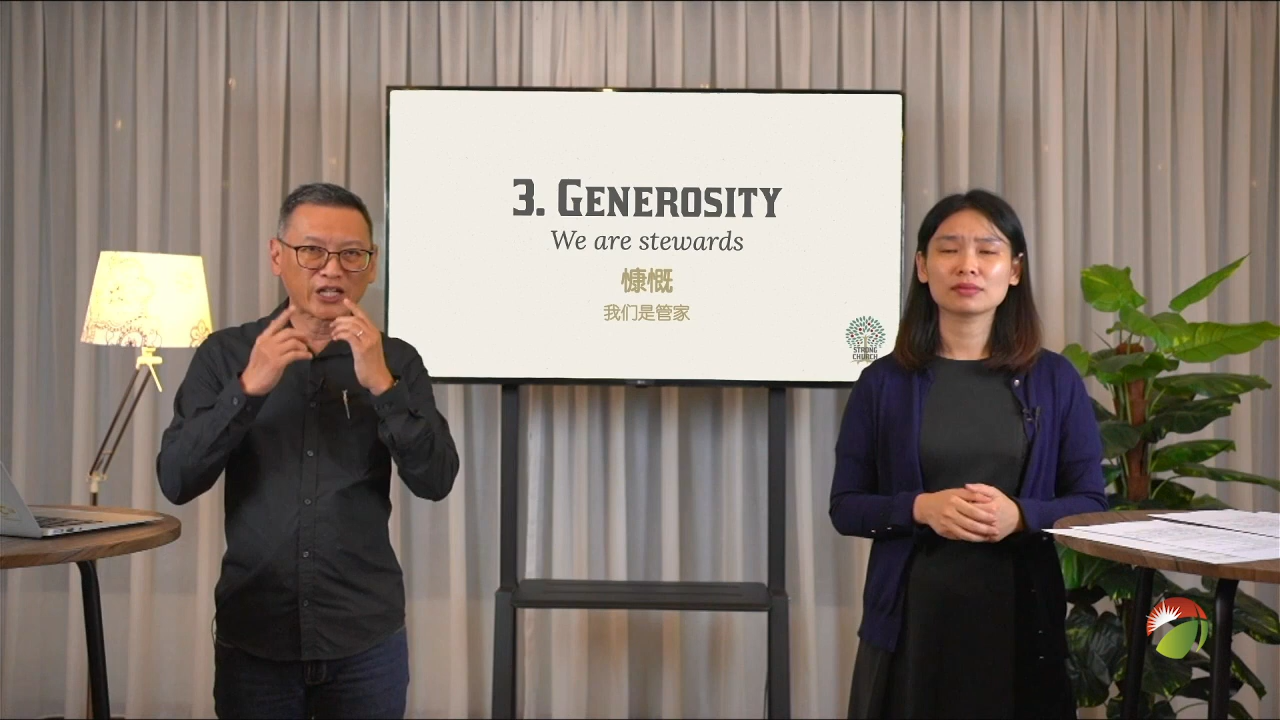 3. GENEROSITY
We are stewards
慷慨
我们是管家
STRONG
CHURCH